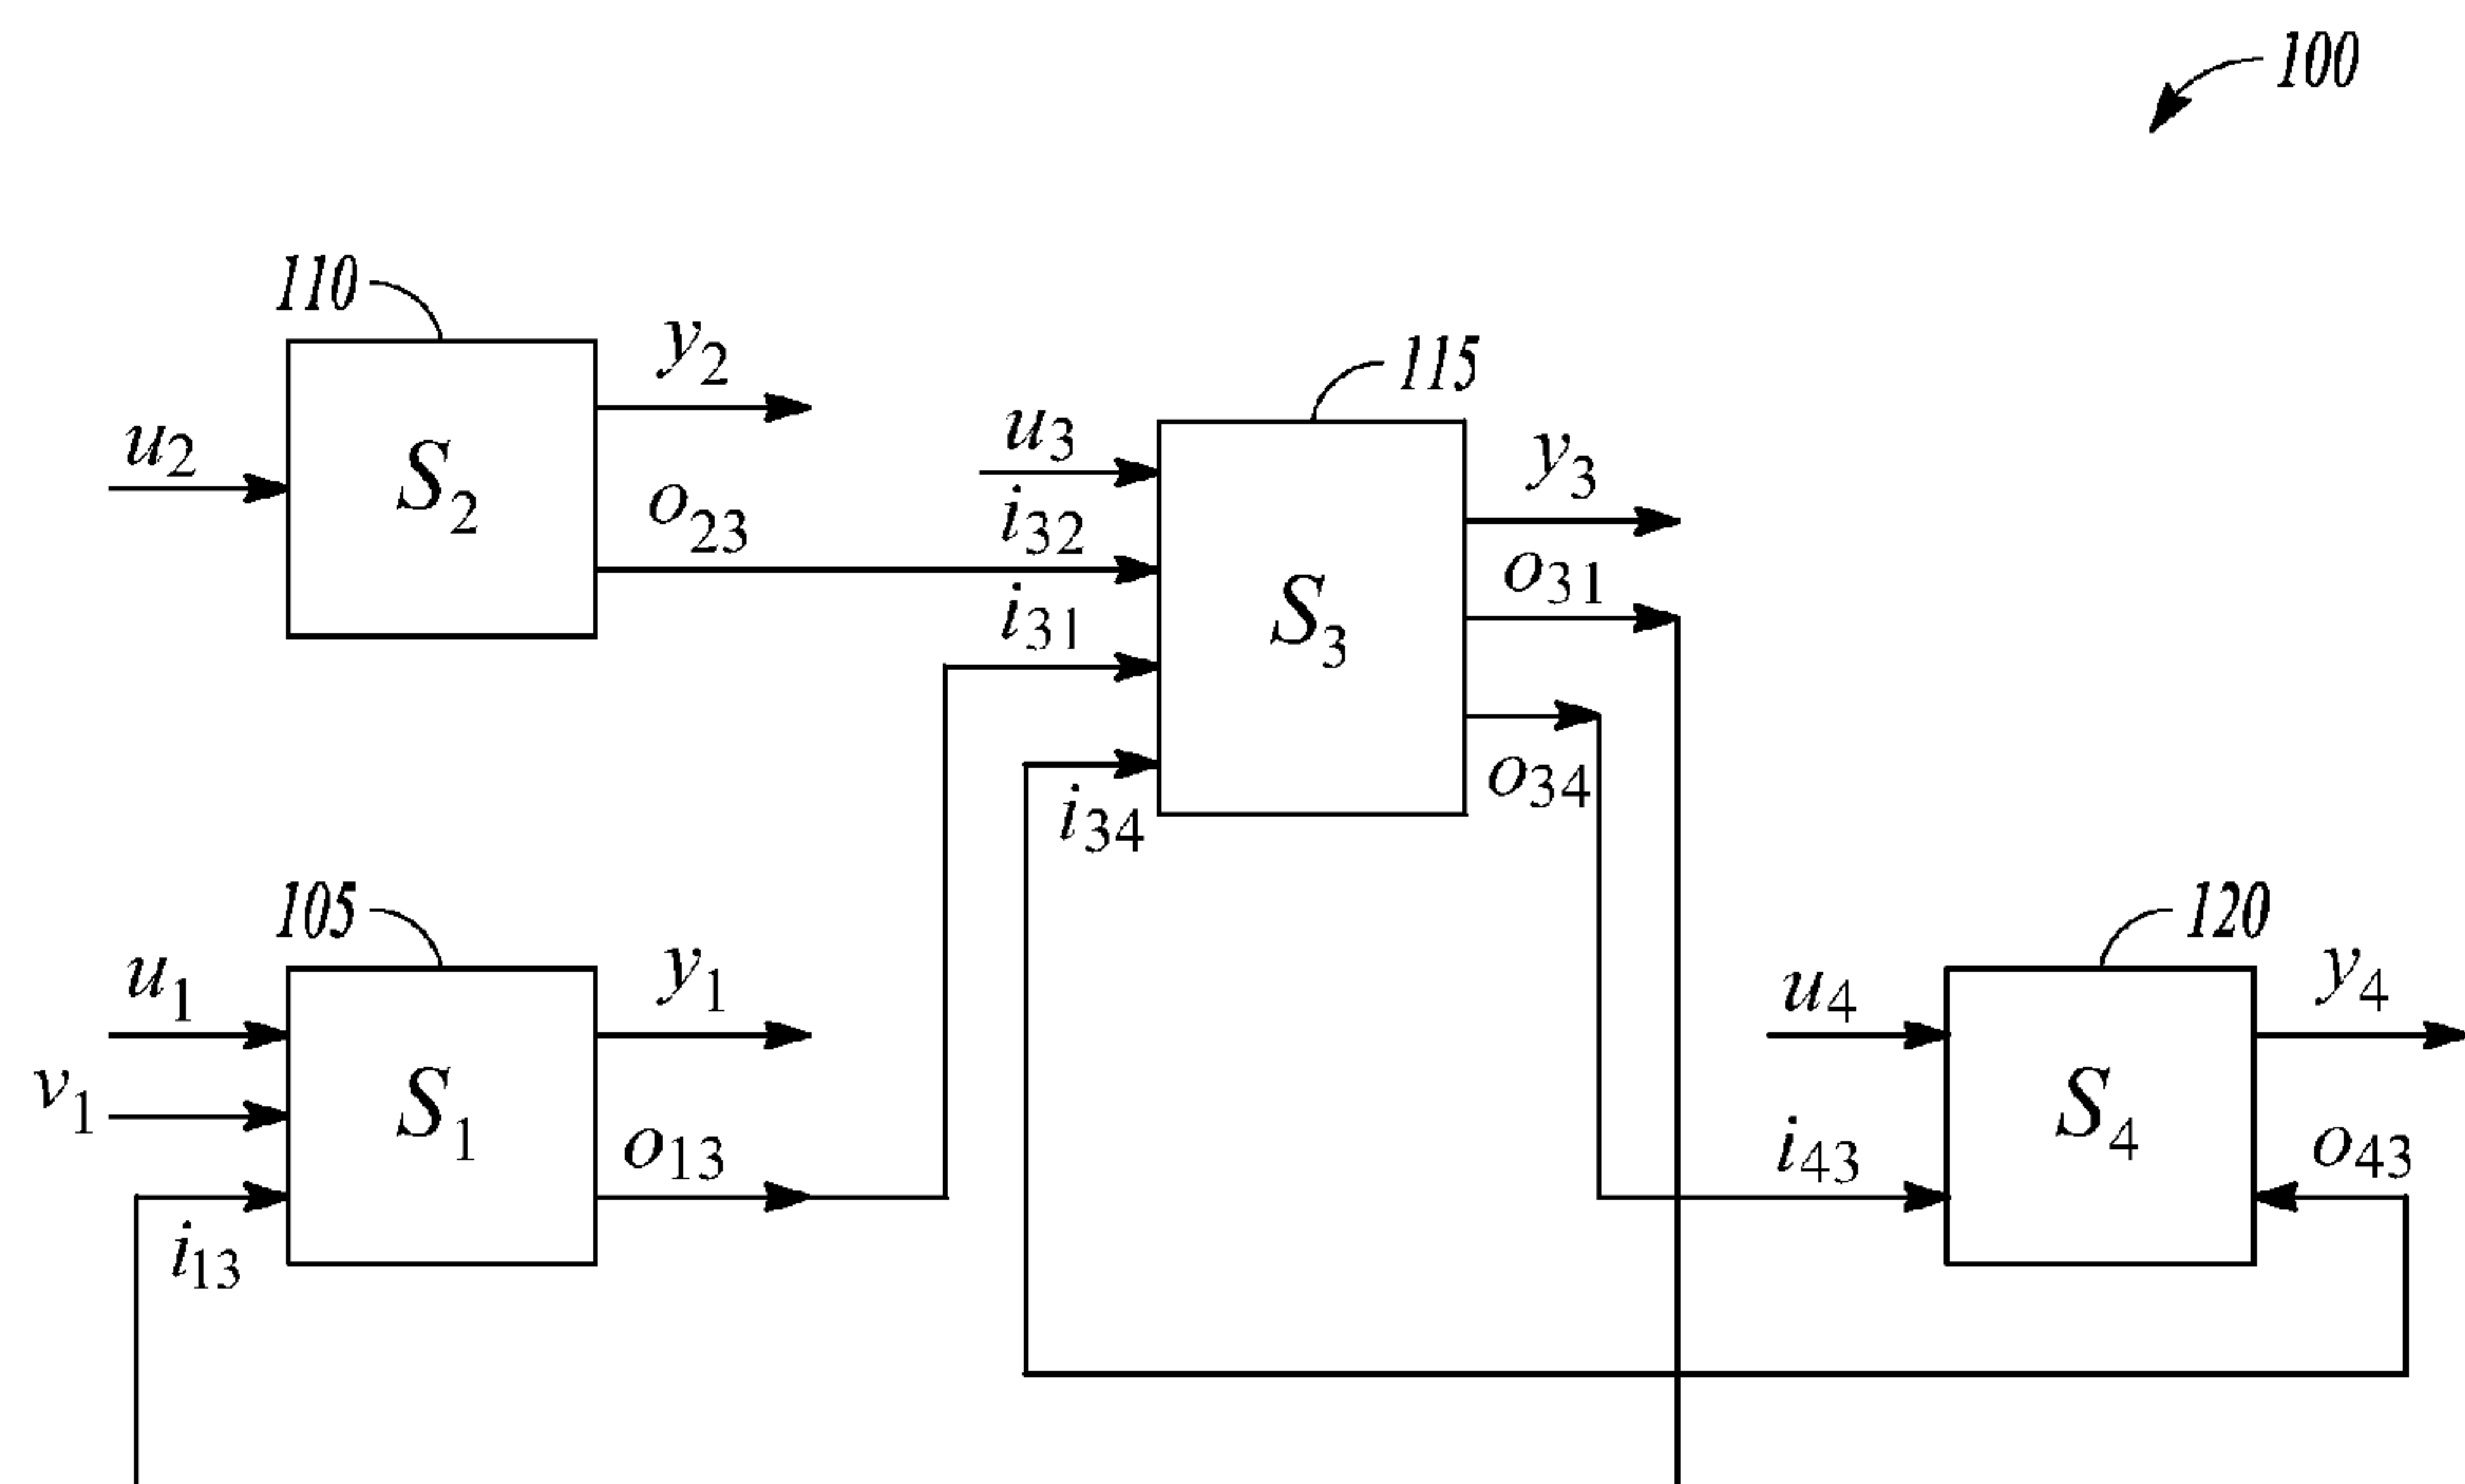 100
110
y₂
115
u₂
S₂
u₃
y₃
o₂₃
i₃₂
o₃₁
i₃₁
S₃
o₃₄
i₃₄
105
120
u₁
y₁
u₄
y₄
v₁
S₁
S₄
o₁₃
i₄₃
o₄₃
i₁₃